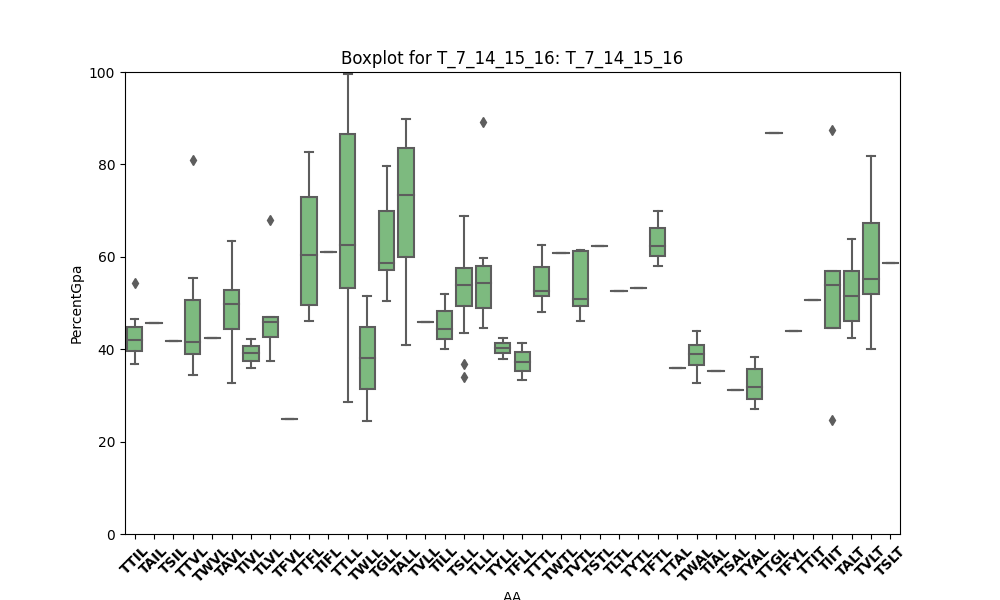 Boxplot for T_7_14_15_16: T_7_14_15_16
100
80
60
40
20
0
PercentGpa
TTIL TAIL TSIL TTVL TWVL TAVL TIVL TLVL TFVL TTFL TIFL TTLL TWLL TGLL TALL TVLL TILL TSLL TLLL TYLL TFLL TTTL TWTL TVTL TSTL TLTL TYTL TFTL TTAL TWAL TIAL TSAL TYAL TTGL TFYL TTIT TIIT TALT TVLT TSLT
AA